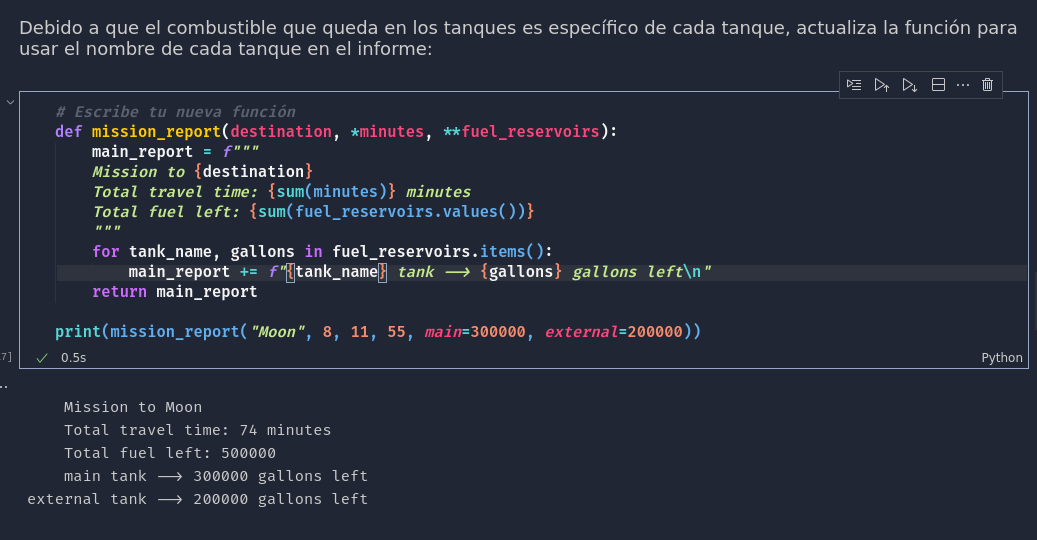 Debido a que el combustible que queda en los tanques es específico de cada tanque, actualiza la función para
usar el nombre de cada tanque en el informe:
# Escribe tu nueva función
def mission_report(destination, *minutes, **fuel_reservoirs):
    main_report = f"""
    Mission to {destination}
    Total travel time: {sum(minutes)} minutes
    Total fuel left: {sum(fuel_reservoirs.values())}
    """
    for tank_name, gallons in fuel_reservoirs.items():
        main_report += f"{tank_name} tank --> {gallons} gallons left\n"
    return main_report
print(mission_report("Moon", 8, 11, 55, main=300000, external=200000))
7]
0.5s
Python
Mission to Moon
Total travel time: 74 minutes
Total fuel left: 500000
main tank --> 300000 gallons left
external tank --> 200000 gallons left